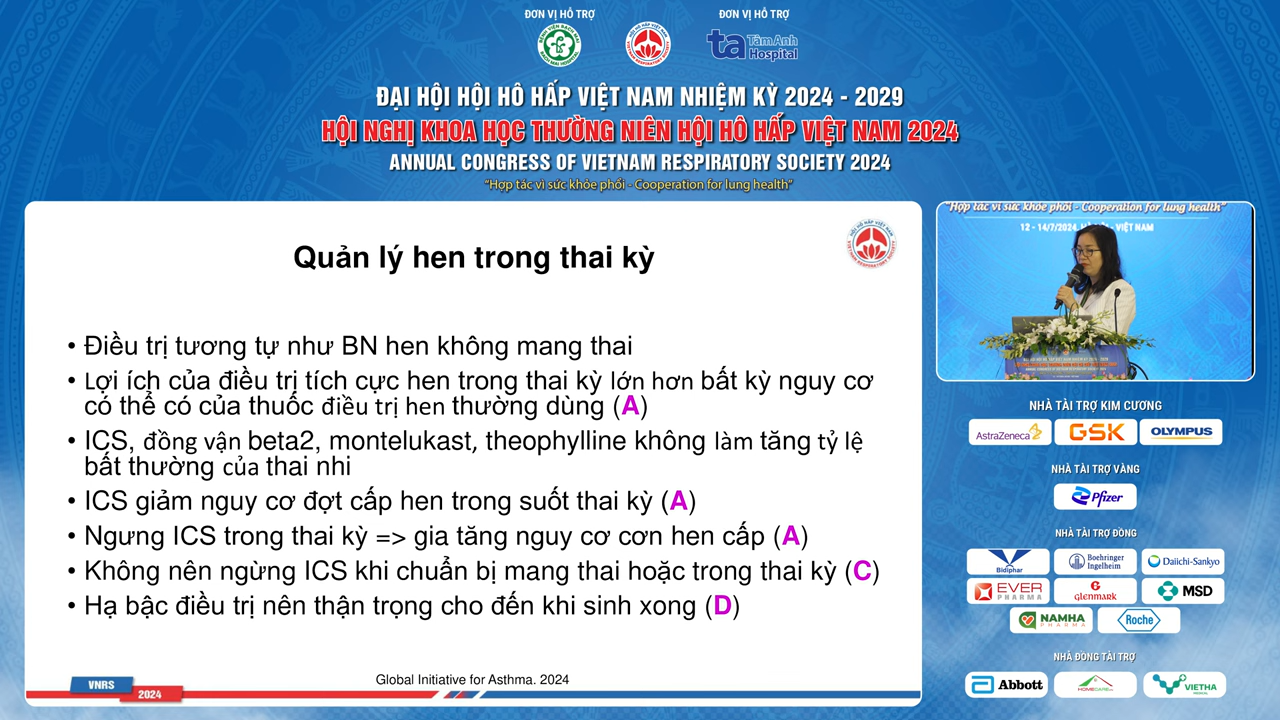 ĐƠN VỊ HỖ TRỢ
ĐƠN VỊ HỖ TRỢ
ta Tâm Anh Hospital
ĐẠI HỘI HỘI HÔ HẤP VIỆT NAM NHIỆM KỲ 2024 - 2029
HỘI NGHỊ KHOA HỌC THƯỜNG NIÊN HỘI HÔ HẤP VIỆT NAM 2024
ANNUAL CONGRESS OF VIETNAM RESPIRATORY SOCIETY 2024
"Hợp tác vì sức khỏe phổi - Cooperation for lung health"
Quản lý hen trong thai kỳ
• Điều trị tương tự như BN hen không mang thai
• Lợi ích của điều trị tích cực hen trong thai kỳ lớn hơn bất kỳ nguy cơ
có thể có của thuốc điều trị hen thường dùng (A)
• ICS, đồng vận beta2, montelukast, theophylline không làm tăng tỷ lệ
bất thường của thai nhi
• ICS giảm nguy cơ đợt cấp hen trong suốt thai kỳ (A)
• Ngưng ICS trong thai kỳ => gia tăng nguy cơ cơn hen cấp (A)
• Không nên ngừng ICS khi chuẩn bị mang thai hoặc trong thai kỳ (C)
• Hạ bậc điều trị nên thận trọng cho đến khi sinh xong (D)
Global Initiative for Asthma. 2024
VNRS
2024
"Hợp tác vì sức khỏe phổi - Cooperation for lung health"
12 - 14/7/2024, HÀ NỘI - VIỆT NAM
NHÀ TÀI TRỢ KIM CƯƠNG
AstraZeneca
GSK
OLYMPUS
NHÀ TÀI TRỢ VÀNG
Pfizer
NHÀ TÀI TRỢ ĐỒNG
Bidiphar
Boehringer Ingelheim
Daiichi-Sankyo
EVER PHARMA
GLENMARK
MSD
NAMHA PHARMA
Roche
NHÀ ĐỒNG TÀI TRỢ
Abbott
HOMECARE
VIETHA MEDICAL